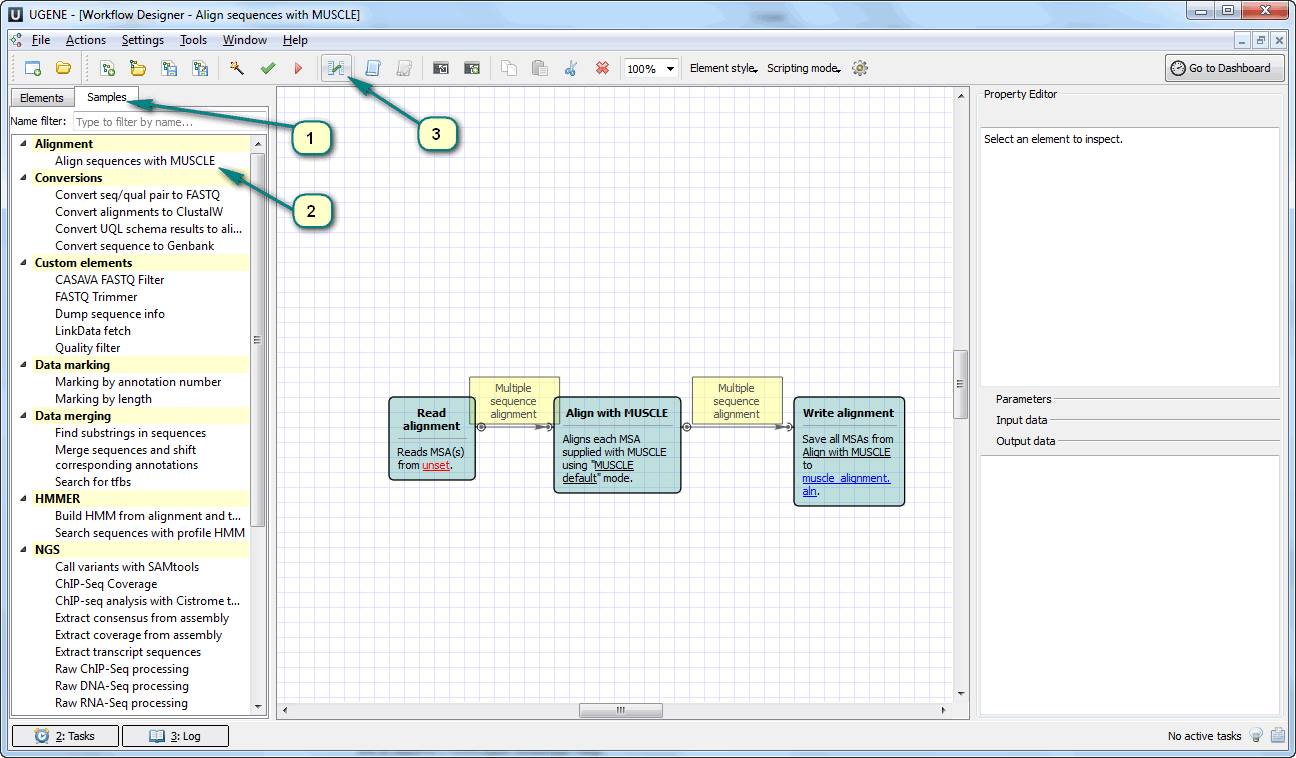 UGENE - [Workflow Designer - Align sequences with MUSCLE]
File Actions Settings Tools Window Help
100% Element style Scripting mode Go to Dashboard
Elements Samples
Name filter: Type to filter by name...
Alignment
Align sequences with MUSCLE
Conversions
Convert seq/qual pair to FASTQ
Convert alignments to ClustalW
Convert UQL schema results to ali...
Convert sequence to Genbank
Custom elements
CASAVA FASTQ Filter
FASTQ Trimmer
Dump sequence info
LinkData fetch
Quality filter
Data marking
Marking by annotation number
Marking by length
Data merging
Find substrings in sequences
Merge sequences and shift
corresponding annotations
Search for tfbs
HMMER
Build HMM from alignment and t...
Search sequences with profile HMM
NGS
Call variants with SAMtools
ChIP-Seq Coverage
ChIP-seq analysis with Cistrome t...
Extract consensus from assembly
Extract coverage from assembly
Extract transcript sequences
Raw ChIP-Seq processing
Raw DNA-Seq processing
Raw RNA-Seq processing
1
2
3
Read
alignment
Reads MSA(s)
from unset.
Multiple
sequence
alignment
Align with MUSCLE
Aligns each MSA
supplied with MUSCLE
using "MUSCLE
default" mode.
Multiple
sequence
alignment
Write alignment
Save all MSAs from
Align with MUSCLE
to
muscle_alignment.
aln.
Property Editor
Select an element to inspect.
Parameters
Input data
Output data
2: Tasks 3: Log No active tasks